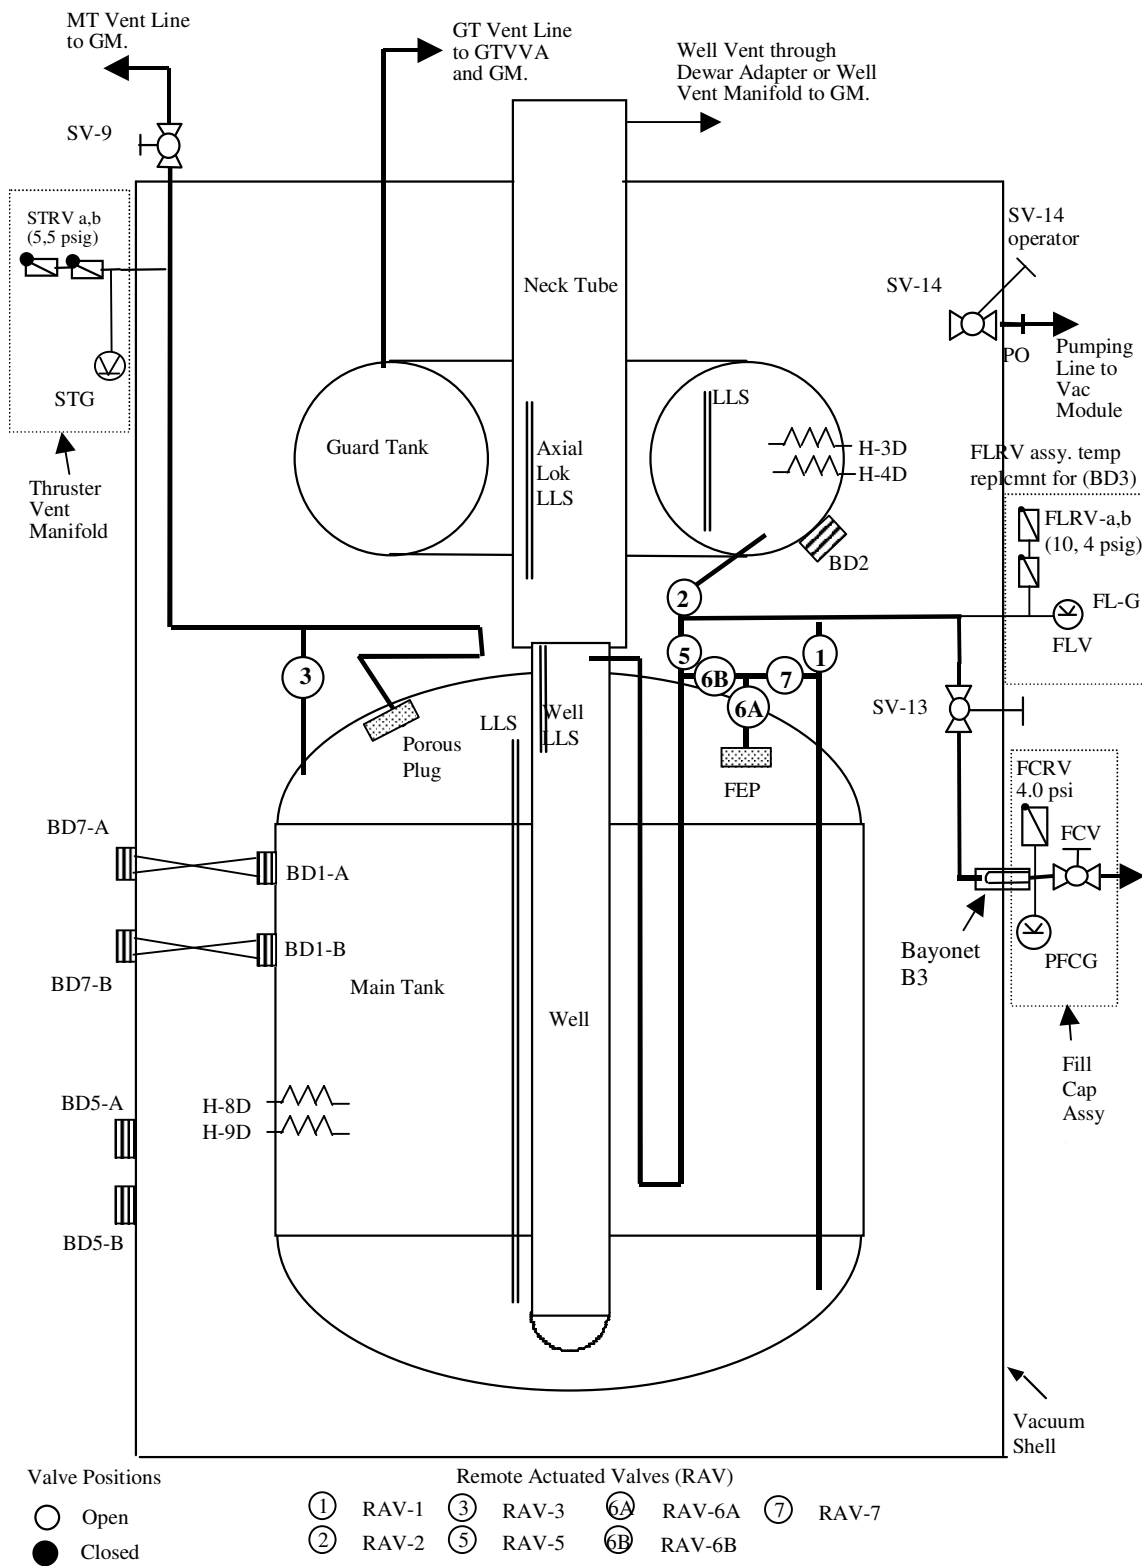 MT Vent Line
to GM.
GT Vent Line
to GTVVA
and GM.
Well Vent through
Dewar Adapter or Well
Vent Manifold to GM.
SV-9
STRV a,b
(5,5 psig)
STG
Thruster
Vent
Manifold
Neck Tube
SV-14
operator
SV-14
PO
Pumping
Line to
Vac
Module
Guard Tank
Axial
Lok
LLS
LLS
H-3D
H-4D
BD2
FLRV assy. temp
replcmnt for (BD3)
FLRV-a,b
(10, 4 psig)
FL-G
FLV
2
5
6B
7
1
6A
3
SV-13
LLS
Well
LLS
Porous
Plug
FEP
FCRV
4.0 psi
FCV
PFCG
Bayonet
B3
Fill
Cap
Assy
BD7-A
BD1-A
BD1-B
BD7-B
Main Tank
Well
H-8D
H-9D
BD5-A
BD5-B
Vacuum
Shell
Valve Positions
Open
Closed
Remote Actuated Valves (RAV)
1 RAV-1 3 RAV-3 6A RAV-6A 7 RAV-7
2 RAV-2 5 RAV-5 6B RAV-6B